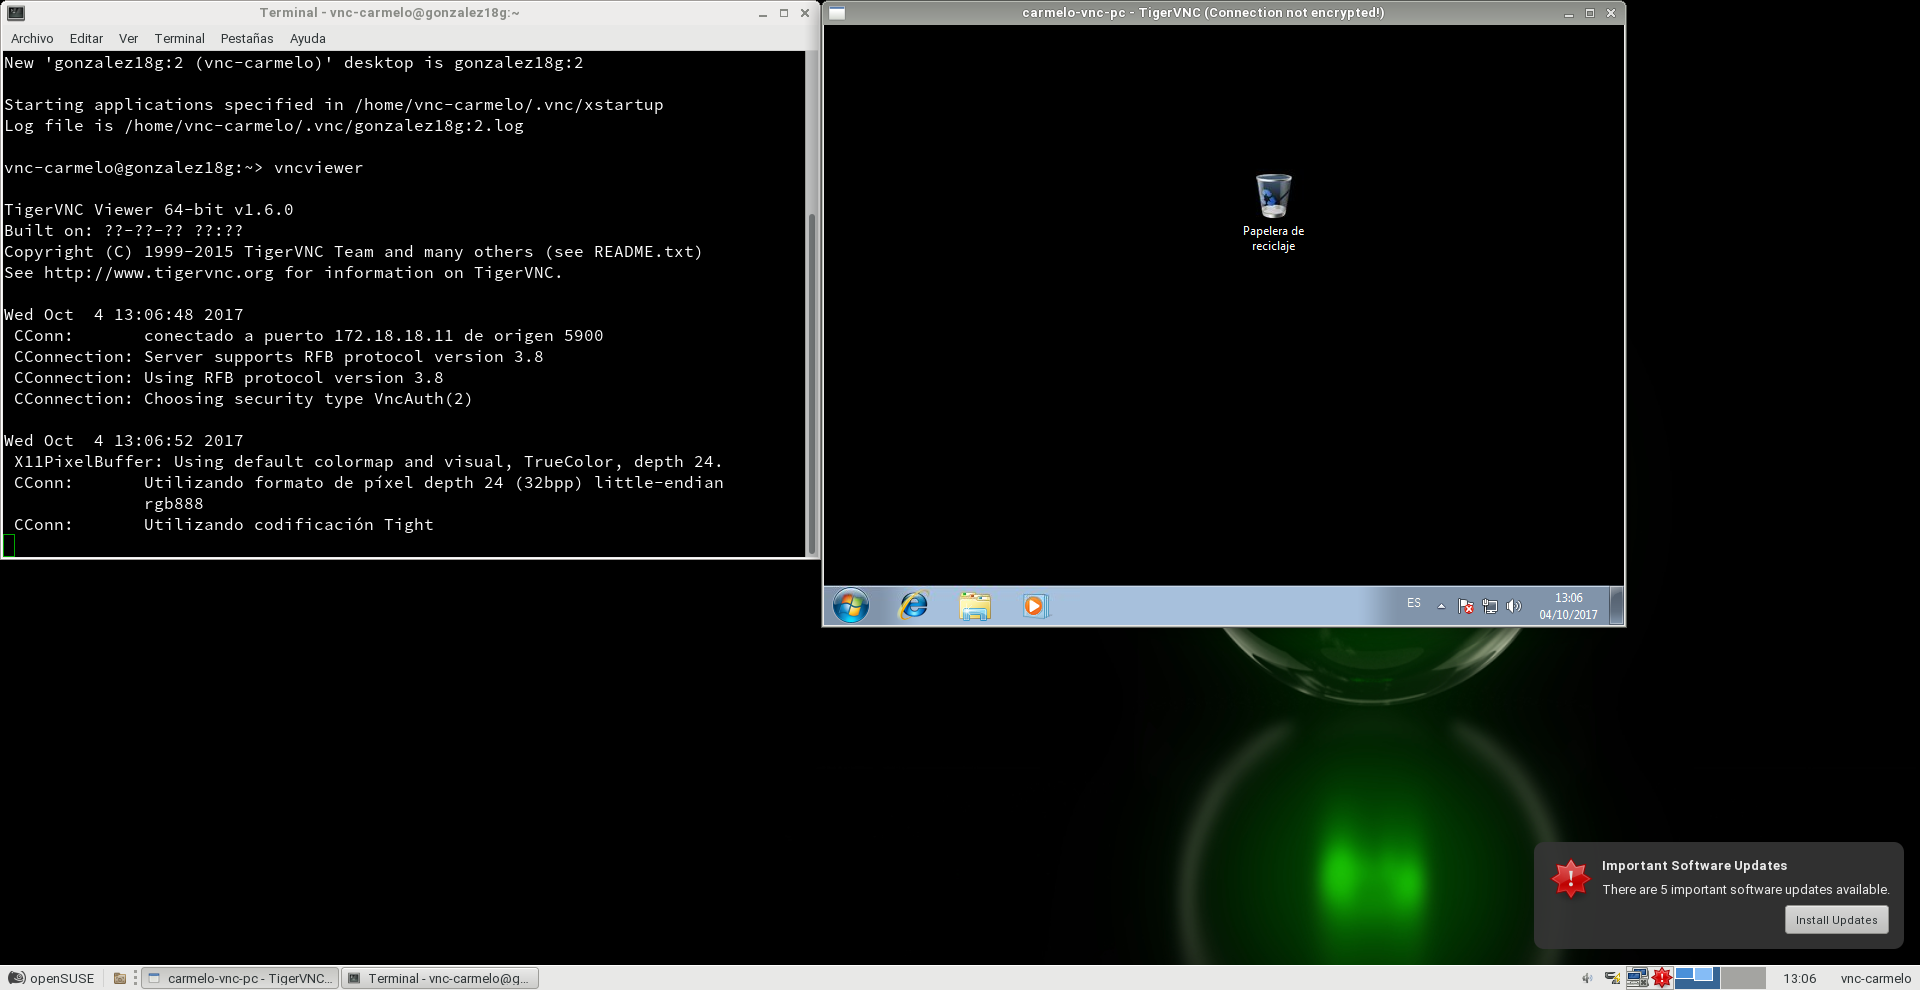 Terminal - vnc-carmelo@gonzalez18g:~
Archivo Editar Ver Terminal Pestañas Ayuda
New 'gonzalez18g:2 (vnc-carmelo)' desktop is gonzalez18g:2
Starting applications specified in /home/vnc-carmelo/.vnc/xstartup
Log file is /home/vnc-carmelo/.vnc/gonzalez18g:2.log
vnc-carmelo@gonzalez18g:~> vncviewer
TigerVNC Viewer 64-bit v1.6.0
Built on: ??-??-?? ??:??
Copyright (C) 1999-2015 TigerVNC Team and many others (see README.txt)
See http://www.tigervnc.org for information on TigerVNC.
Wed Oct  4 13:06:48 2017
CConn:       conectado a puerto 172.18.18.11 de origen 5900
CConnection: Server supports RFB protocol version 3.8
CConnection: Using RFB protocol version 3.8
CConnection: Choosing security type VncAuth(2)
Wed Oct  4 13:06:52 2017
X11PixelBuffer: Using default colormap and visual, TrueColor, depth 24.
CConn:       Utilizando formato de píxel depth 24 (32bpp) little-endian
rgb888
CConn:       Utilizando codificación Tight
carmelo-vnc-pc - TigerVNC (Connection not encrypted!)
Papelera de
reciclaje
ES
13:06
04/10/2017
Important Software Updates
There are 5 important software updates available.
Install Updates
openSUSE
carmelo-vnc-pc - TigerVNC...
Terminal - vnc-carmelo@g...
13:06
vnc-carmelo